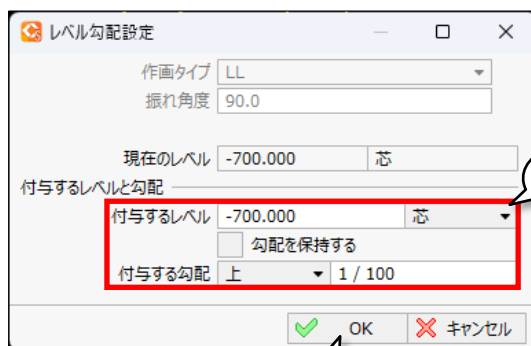 レベル勾配設定
作画タイプ LL
振れ角度 90.0
現在のレベル -700.000 芯
付与するレベルと勾配
付与するレベル -700.000 芯
勾配を保持する
付与する勾配 上 1 / 100
OK キャンセル